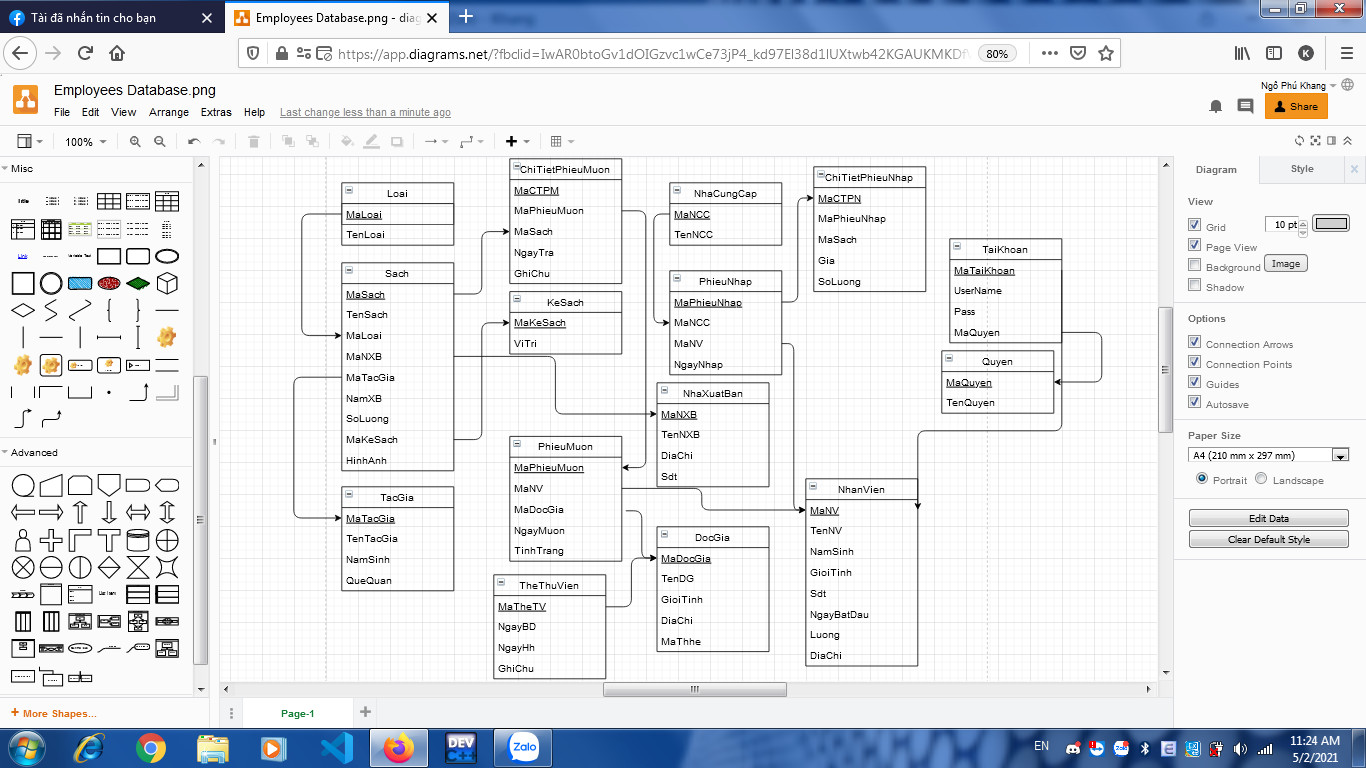 Tài đã nhắn tin cho bạn
Employees Database.png - diag
https://app.diagrams.net/?fbclid=IwAR0btoGv1dOIGzvc1wCe73jP4_kd97El38d1lUXtwb42KGAUKMKDf
80%
Employees Database.png
File Edit View Arrange Extras Help Last change less than a minute ago
Ngô Phú Khang
Share
100%
Misc
Title
Link
Advanced
List Item
More Shapes...
Loai
MaLoai
TenLoai
Sach
MaSach
TenSach
MaLoai
MaNXB
MaTacGia
NamXB
SoLuong
MaKeSach
HinhAnh
TacGia
MaTacGia
TenTacGia
NamSinh
QueQuan
ChiTietPhieuMuon
MaCTPM
MaPhieuMuon
MaSach
NgayTra
GhiChu
KeSach
MaKeSach
ViTri
PhieuMuon
MaPhieuMuon
MaNV
MaDocGia
NgayMuon
TinhTrang
TheThuVien
MaTheTV
NgayBD
NgayHh
GhiChu
NhaCungCap
MaNCC
TenNCC
PhieuNhap
MaPhieuNhap
MaNCC
MaNV
NgayNhap
NhaXuatBan
MaNXB
TenNXB
DiaChi
Sdt
DocGia
MaDocGia
TenDG
GioiTinh
DiaChi
MaThhe
ChiTietPhieuNhap
MaCTPN
MaPhieuNhap
MaSach
Gia
SoLuong
NhanVien
MaNV
TenNV
NamSinh
GioiTinh
Sdt
NgayBatDau
Luong
DiaChi
TaiKhoan
MaTaiKhoan
UserName
Pass
MaQuyen
Quyen
MaQuyen
TenQuyen
Diagram Style
View
Grid 10 pt
Page View
Background Image
Shadow
Options
Connection Arrows
Connection Points
Guides
Autosave
Paper Size
A4 (210 mm x 297 mm)
Portrait Landscape
Edit Data
Clear Default Style
Page-1
DEV
C++
Zalo
EN
11:24 AM
5/2/2021